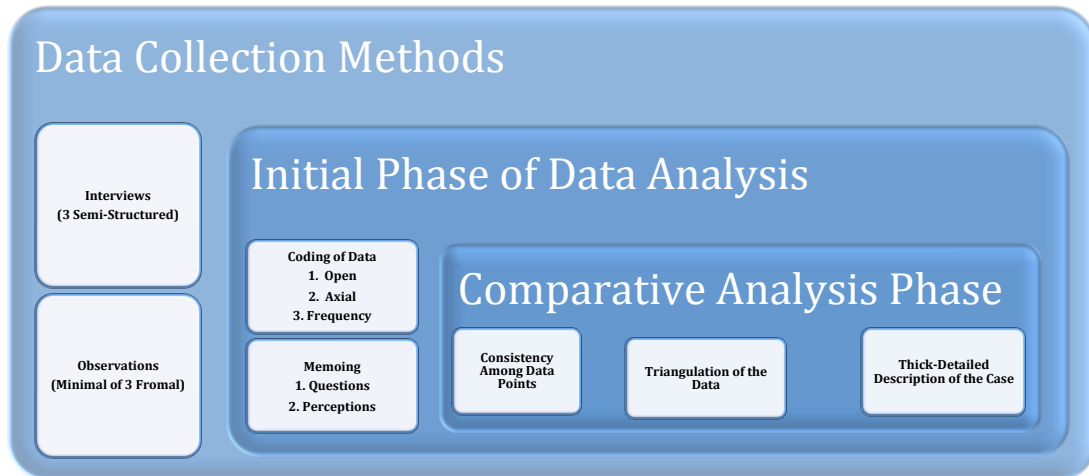 Data Collection Methods
Interviews
(3 Semi-Structured)
Observations
(Minimal of 3 Fromal)
Initial Phase of Data Analysis
Coding of Data
1. Open
2. Axial
3. Frequency
Memoing
1. Questions
2. Perceptions
Comparative Analysis Phase
Consistency
Among Data
Points
Triangulation of the
Data
Thick-Detailed
Description of the Case